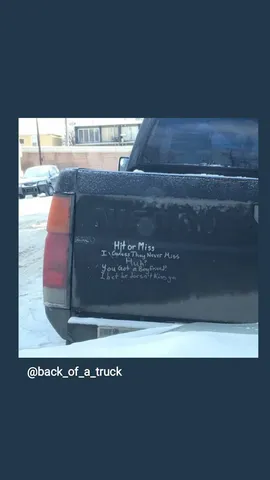 Hit or Miss
I Guess They Never Miss
Huh?
You Got a Boyfriend
I bet he doesn't Kiss ya
@back_of_a_truck